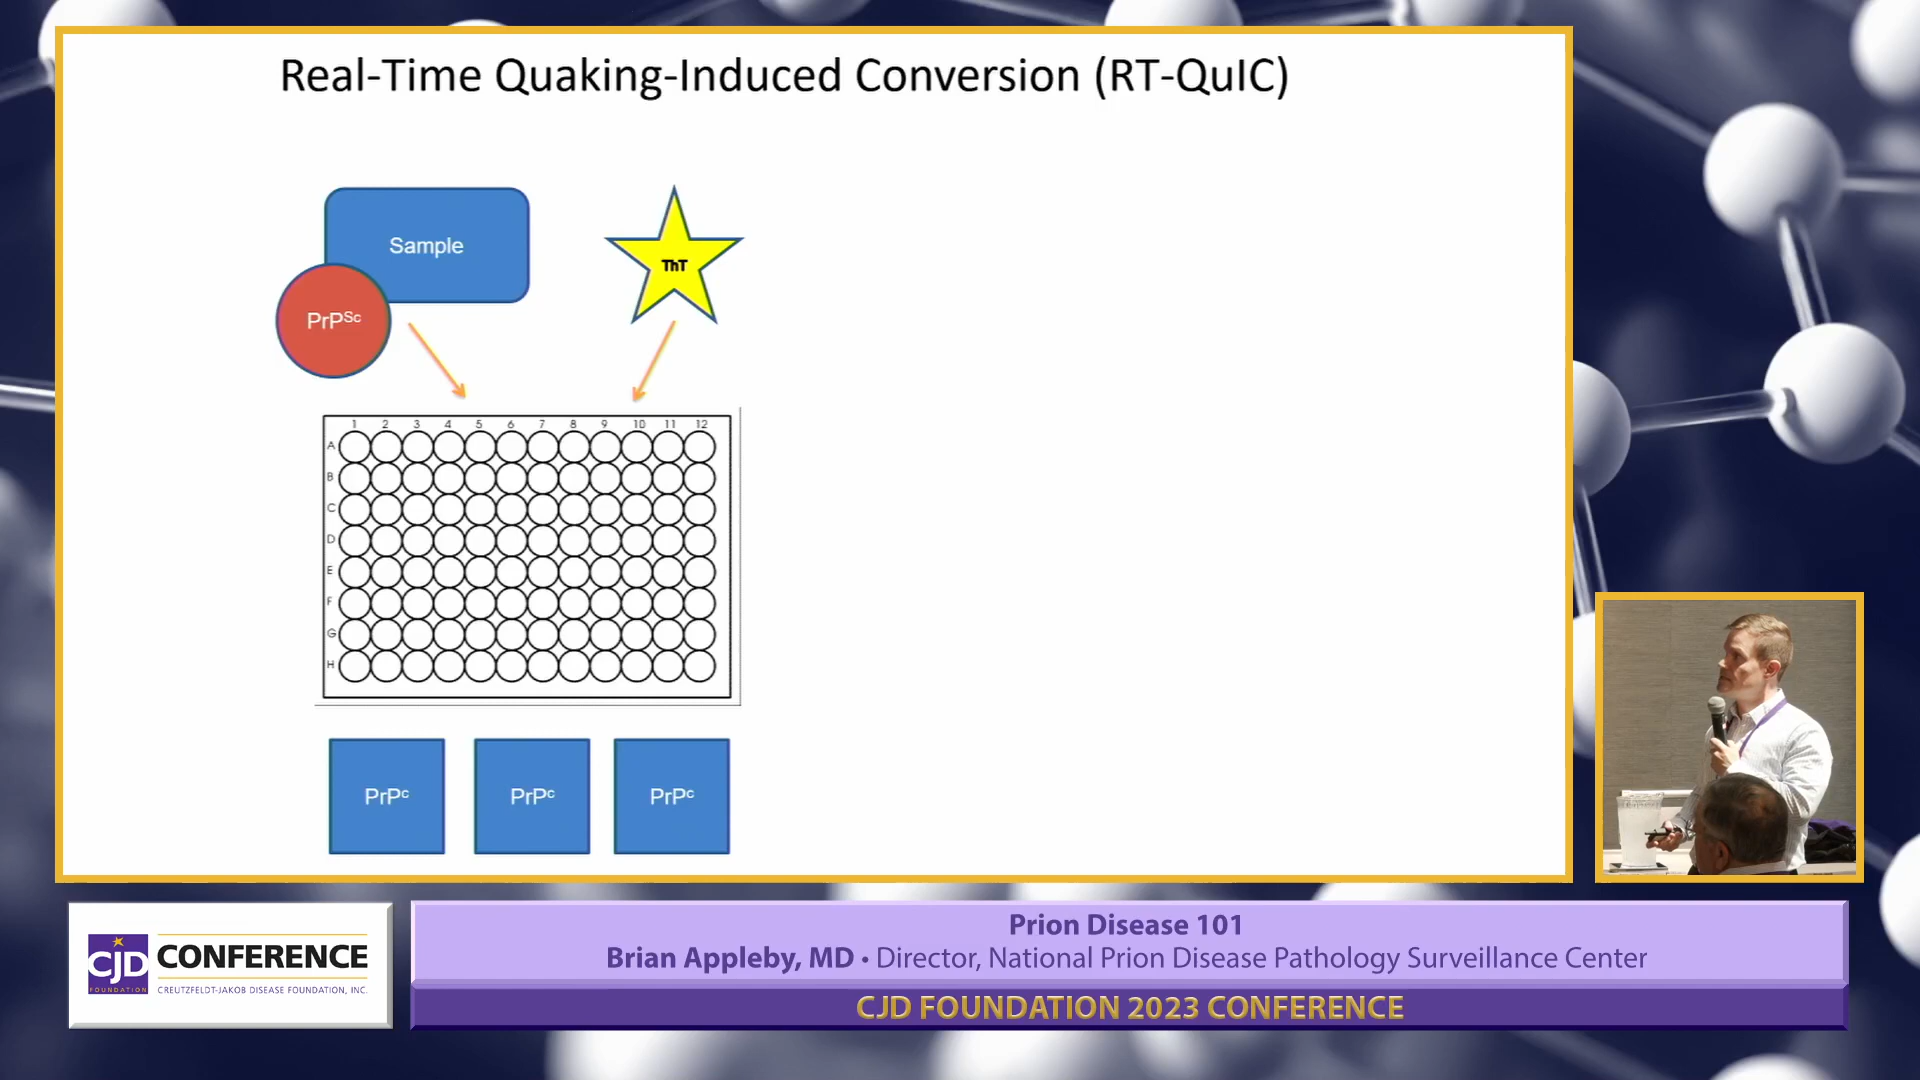 Real-Time Quaking-Induced Conversion (RT-QuIC)
Sample
ThT
PrPSc
1 2 3 4 5 6 7 8 9 10 11 12
A
B
C
D
E
F
G
H
PrPc PrPc PrPc
CJD
FOUNDATION
CONFERENCE
CREUTZFELDT-JAKOB DISEASE FOUNDATION, INC.
Prion Disease 101
Brian Appleby, MD • Director, National Prion Disease Pathology Surveillance Center
CJD FOUNDATION 2023 CONFERENCE